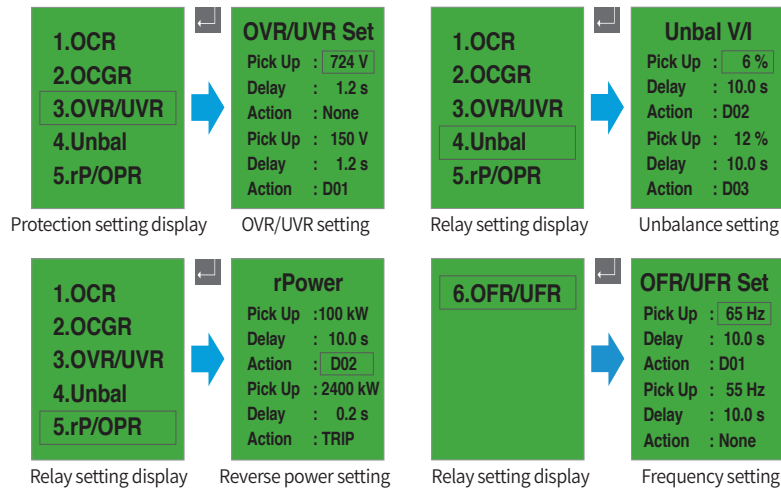 1.OCR
2.OCGR
3.OVR/UVR
4.Unbal
5.rP/OPR
Protection setting display
OVR/UVR Set
Pick Up : 724 V
Delay : 1.2 s
Action : None
Pick Up : 150 V
Delay : 1.2 s
Action : D01
OVR/UVR setting
1.OCR
2.OCGR
3.OVR/UVR
4.Unbal
5.rP/OPR
Relay setting display
Unbal V/I
Pick Up : 6 %
Delay : 10.0 s
Action : D02
Pick Up : 12 %
Delay : 10.0 s
Action : D03
Unbalance setting
1.OCR
2.OCGR
3.OVR/UVR
4.Unbal
5.rP/OPR
Relay setting display
rPower
Pick Up :100 kW
Delay : 10.0 s
Action : D02
Pick Up : 2400 kW
Delay : 0.2 s
Action : TRIP
Reverse power setting
6.OFR/UFR
Relay setting display
OFR/UFR Set
Pick Up : 65 Hz
Delay : 10.0 s
Action : D01
Pick Up : 55 Hz
Delay : 10.0 s
Action : None
Frequency setting